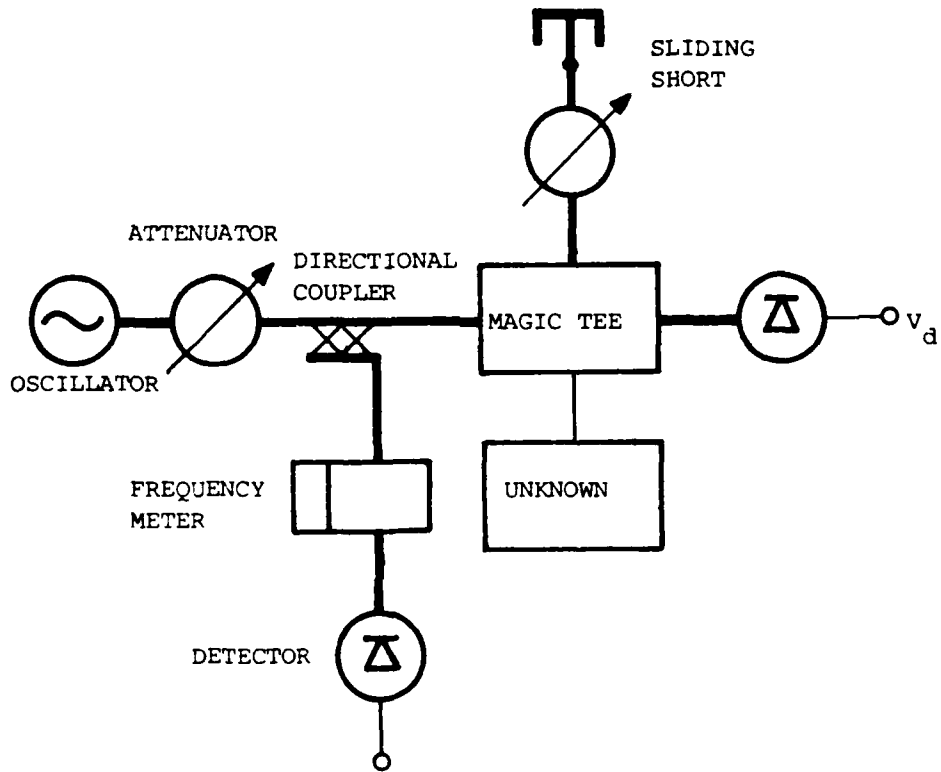 SLIDING
SHORT
ATTENUATOR
DIRECTIONAL
COUPLER
MAGIC TEE
V_d
OSCILLATOR
FREQUENCY
METER
UNKNOWN
DETECTOR